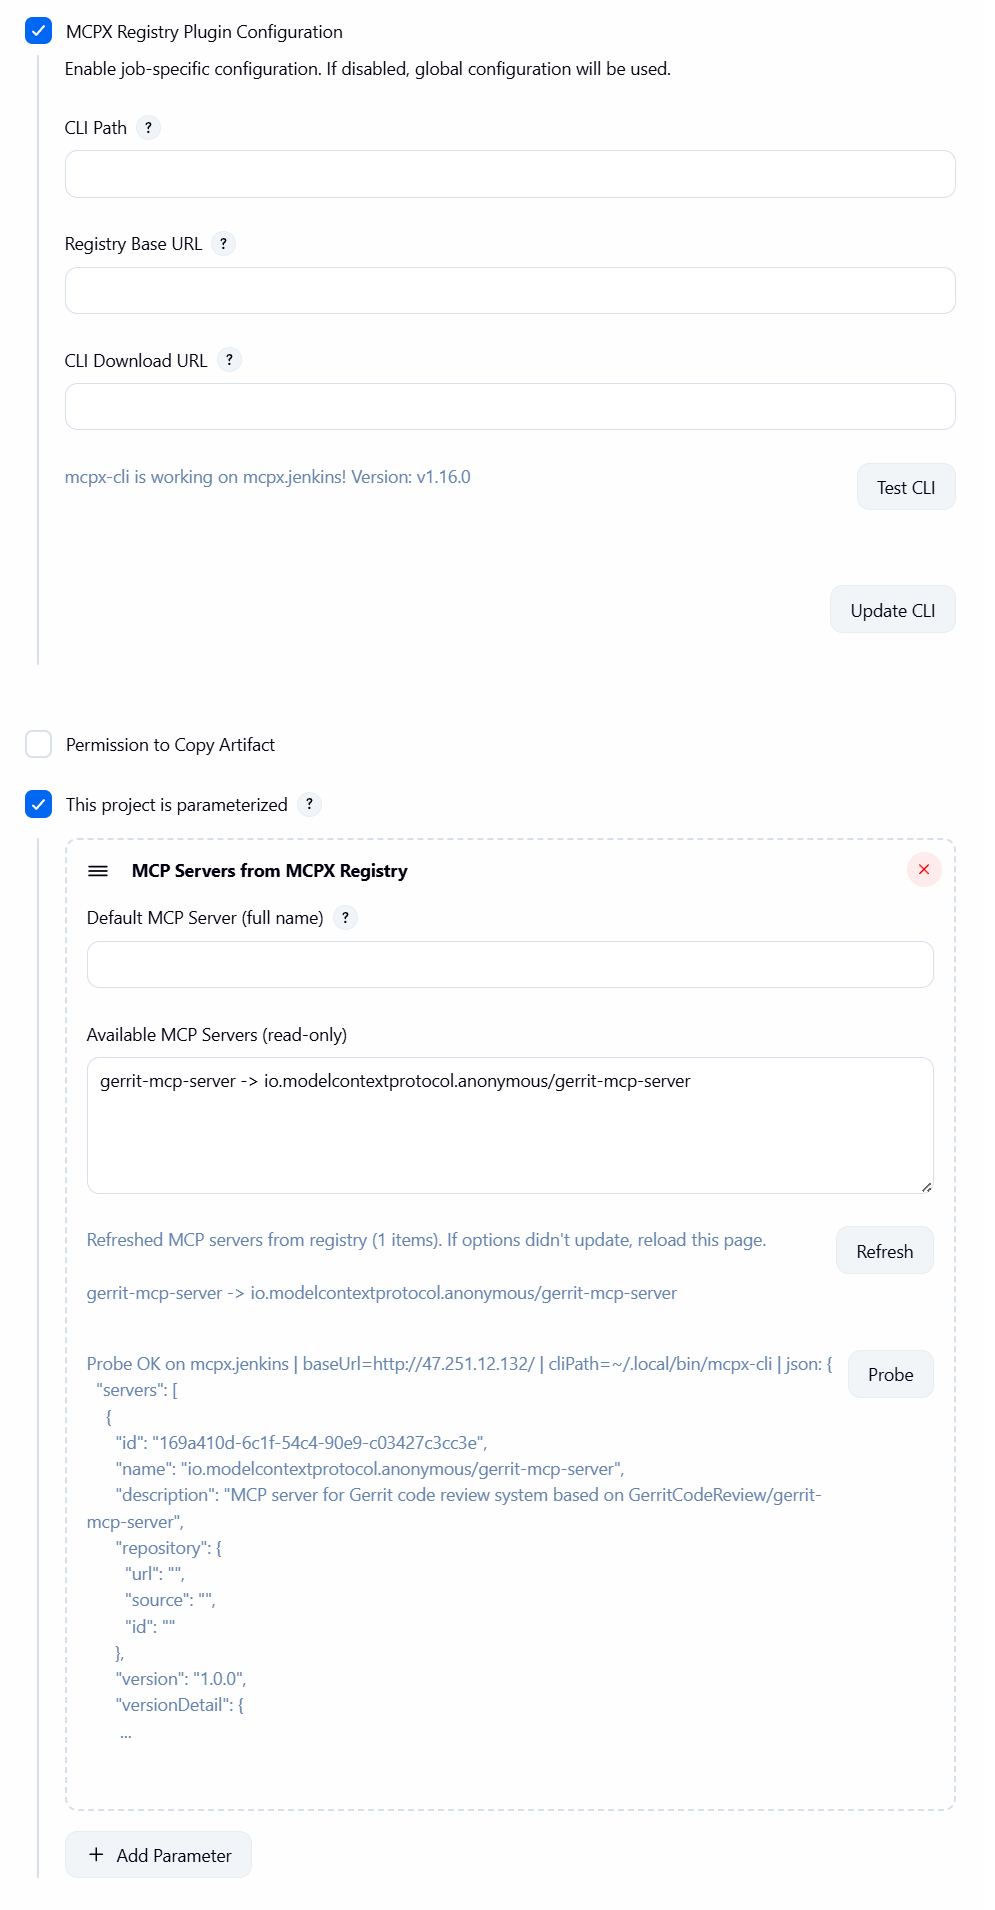 MCPX Registry Plugin Configuration
Enable job-specific configuration. If disabled, global configuration will be used.
CLI Path ?
Registry Base URL ?
CLI Download URL ?
mcpx-cli is working on mcpx.jenkins! Version: v1.16.0
Test CLI
Update CLI
Permission to Copy Artifact
This project is parameterized ?
MCP Servers from MCPX Registry
Default MCP Server (full name) ?
Available MCP Servers (read-only)
gerrit-mcp-server -> io.modelcontextprotocol.anonymous/gerrit-mcp-server
Refreshed MCP servers from registry (1 items). If options didn't update, reload this page.
Refresh
gerrit-mcp-server -> io.modelcontextprotocol.anonymous/gerrit-mcp-server
Probe OK on mcpx.jenkins | baseUrl=http://47.251.12.132/ | cliPath=~/.local/bin/mcpx-cli | json: {
Probe
"servers": [
{
"id": "169a410d-6c1f-54c4-90e9-c03427c3cc3e",
"name": "io.modelcontextprotocol.anonymous/gerrit-mcp-server",
"description": "MCP server for Gerrit code review system based on GerritCodeReview/gerrit-
mcp-server",
"repository": {
"url": "",
"source": "",
"id": ""
},
"version": "1.0.0",
"versionDetail": {
...
+ Add Parameter